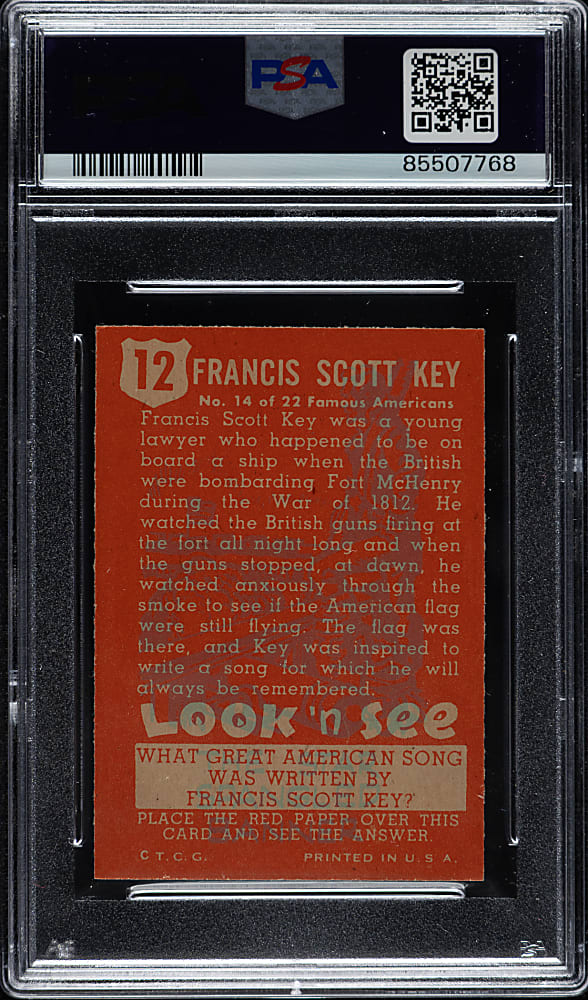 PSA
85507768
12 FRANCIS SCOTT KEY
No. 14 of 22 Famous Americans
Francis Scott Key was a young
lawyer who happened to be on
board a ship when the British
were bombarding Fort McHenry
during the War of 1812. He
watched the British guns firing at
the fort all night long and when
the guns stopped, at dawn, he
watched anxiously through the
smoke to see if the American flag
were still flying. The flag was
there, and Key was inspired to
write a song for which he will
always be remembered.
LOOK 'n See
WHAT GREAT AMERICAN SONG
WAS WRITTEN BY
FRANCIS SCOTT KEY?
PLACE THE RED PAPER OVER THIS
CARD AND SEE THE ANSWER.
© T. C. G. PRINTED IN U. S. A.